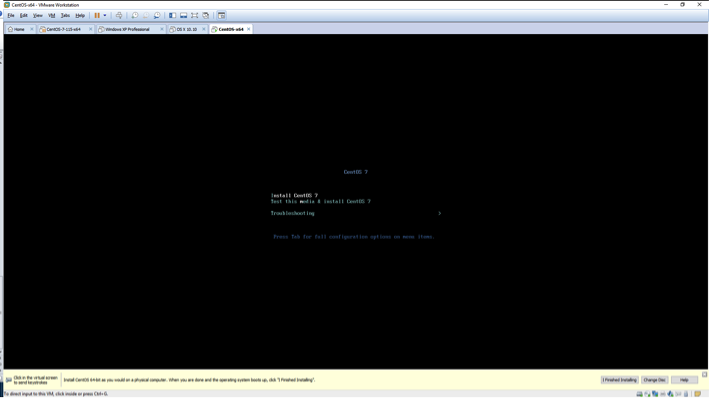 CentOS-x64 - VMware Workstation
File Edit View VM Tabs Help
Home CentOS-7-115-x64 Windows XP Professional OS X 10.10 CentOS-x64
CentOS 7
Install CentOS 7
Test this media & install CentOS 7
Troubleshooting >
Press Tab for full configuration options on menu items.
Click in the virtual screen
to send keystrokes
Install CentOS 64-bit as you would on a physical computer. When you are done and the operating system boots up, click "I Finished Installing".
I Finished Installing Change Disc Help
To direct input to this VM, click inside or press Ctrl+G.